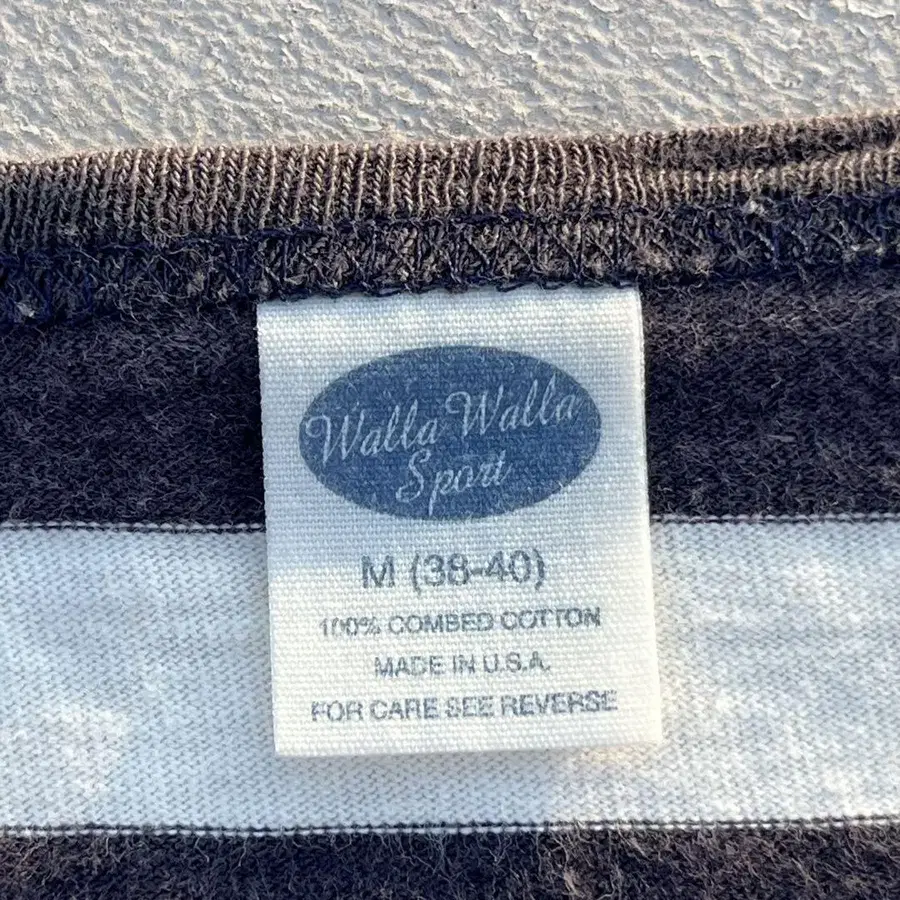 Walla Walla
Sport
M (38-40)
100% COMBED COTTON
MADE IN U.S.A.
FOR CARE SEE REVERSE